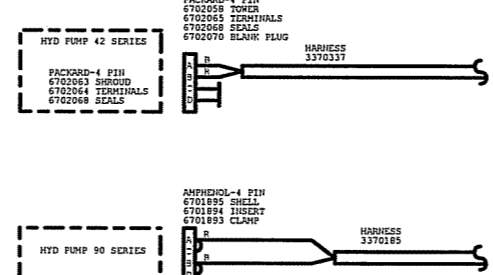 PACKARD-4 PIN
6702058 TOWER
6702065 TERMINALS
6702068 SEALS
6702070 BLANK PLUG
HYD PUMP 42 SERIES
PACKARD-4 PIN
6702063 SHROUD
6702064 TERMINALS
6702068 SEALS
A
B
C
D
B
R
HARNESS
3370337
AMPHENOL-4 PIN
6701895 SHELL
6701894 INSERT
6701893 CLAMP
HYD PUMP 90 SERIES
A
C
B
D
R
B
HARNESS
3370185